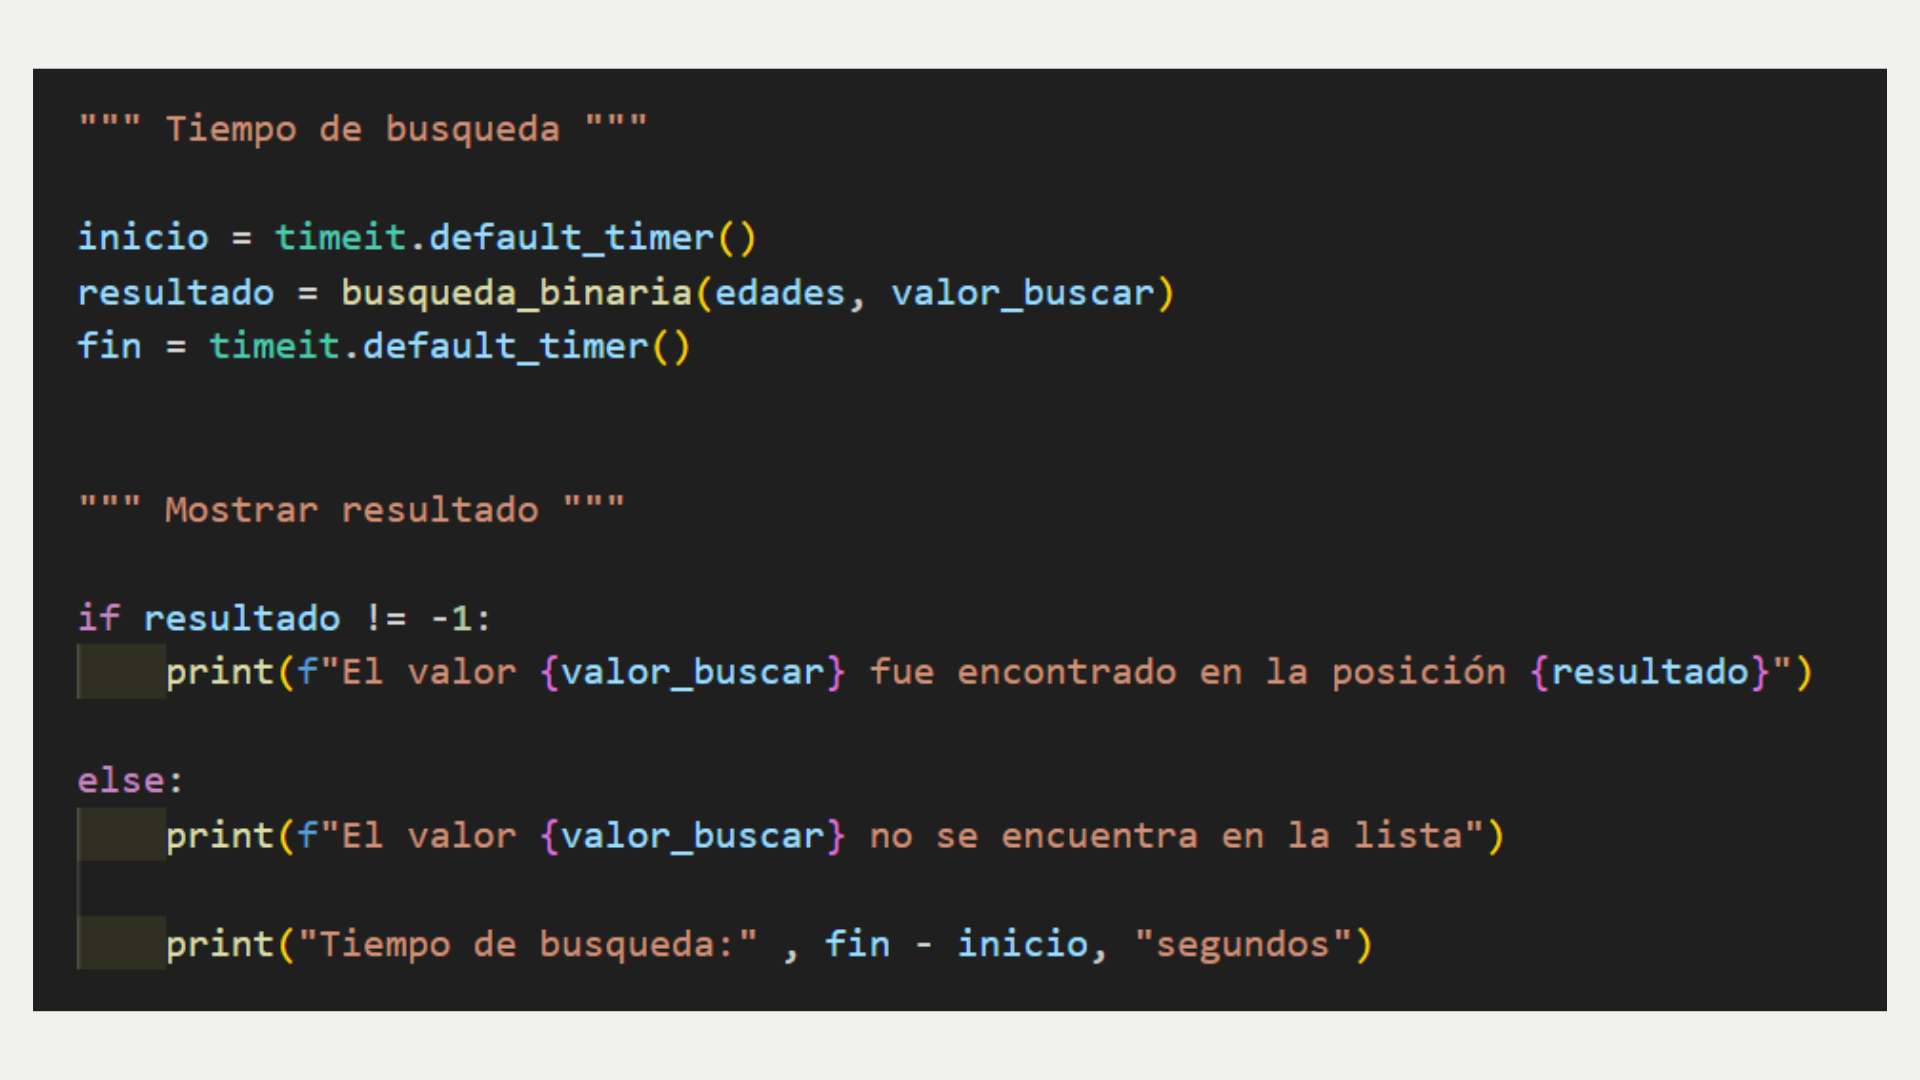 """ Tiempo de busqueda """
inicio = timeit.default_timer()
resultado = busqueda_binaria(edades, valor_buscar)
fin = timeit.default_timer()
""" Mostrar resultado """
if resultado != -1:
    print(f"El valor {valor_buscar} fue encontrado en la posición {resultado}")
else:
    print(f"El valor {valor_buscar} no se encuentra en la lista")
    print("Tiempo de busqueda:" , fin - inicio, "segundos")